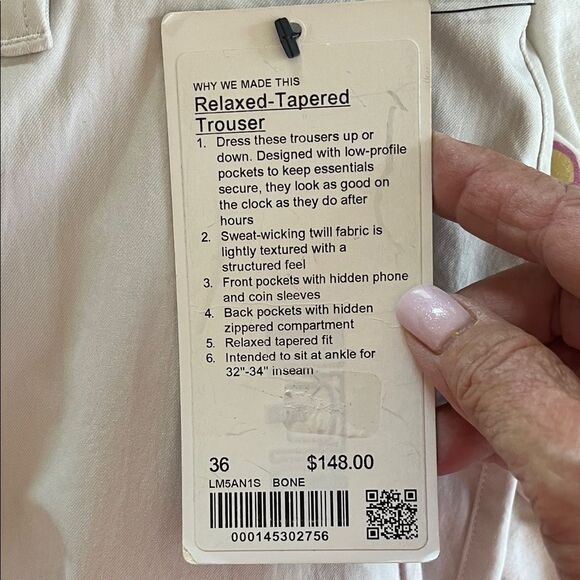 WHY WE MADE THIS
Relaxed-Tapered
Trouser
1. Dress these trousers up or
down. Designed with low-profile
pockets to keep essentials
secure, they look as good on
the clock as they do after
hours
2. Sweat-wicking twill fabric is
lightly textured with a
structured feel
3. Front pockets with hidden phone
and coin sleeves
4. Back pockets with hidden
zippered compartment
5. Relaxed tapered fit
6. Intended to sit at ankle for
32"-34" inseam
36 $148.00
LM5AN1S BONE
000145302756